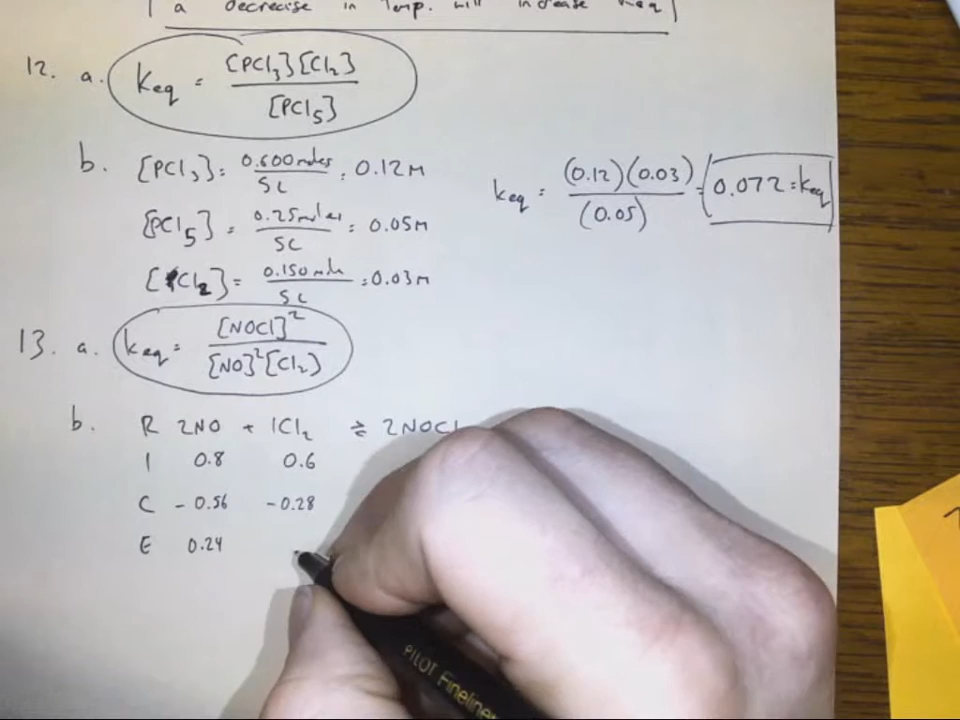 a decrease in Temp. will increase Keq
12. a. Keq = [PCl3][Cl2] / [PCl5]
b. [PCl3] = 0.600 moles / 5L = 0.12M
[PCl5] = 0.25 moles / 5L = 0.05M
[Cl2] = 0.150 mole / 5L = 0.03M
Keq = (0.12)(0.03) / (0.05) = 0.072 = Keq
13. a. Keq = [NOCl]² / [NO]²[Cl2]
b. R 2NO + 1Cl2 ⇌ 2NOCl
I 0.8 0.6
C - 0.56 - 0.28
E 0.24
PILOT Fineliner